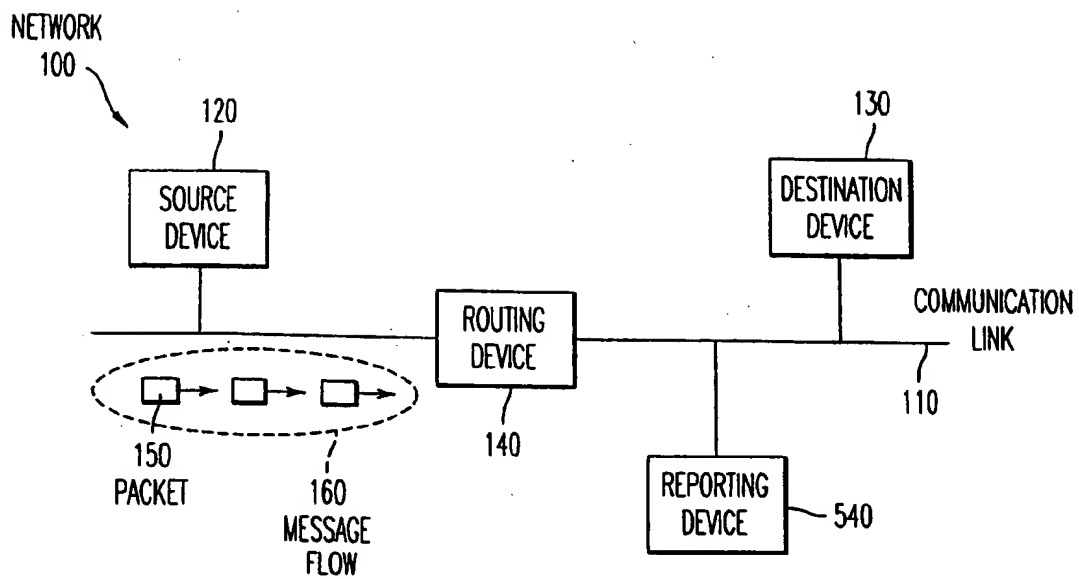 NETWORK
100
120
SOURCE
DEVICE
130
DESTINATION
DEVICE
ROUTING
DEVICE
140
COMMUNICATION
LINK
110
150
PACKET
160
MESSAGE
FLOW
REPORTING
DEVICE
540